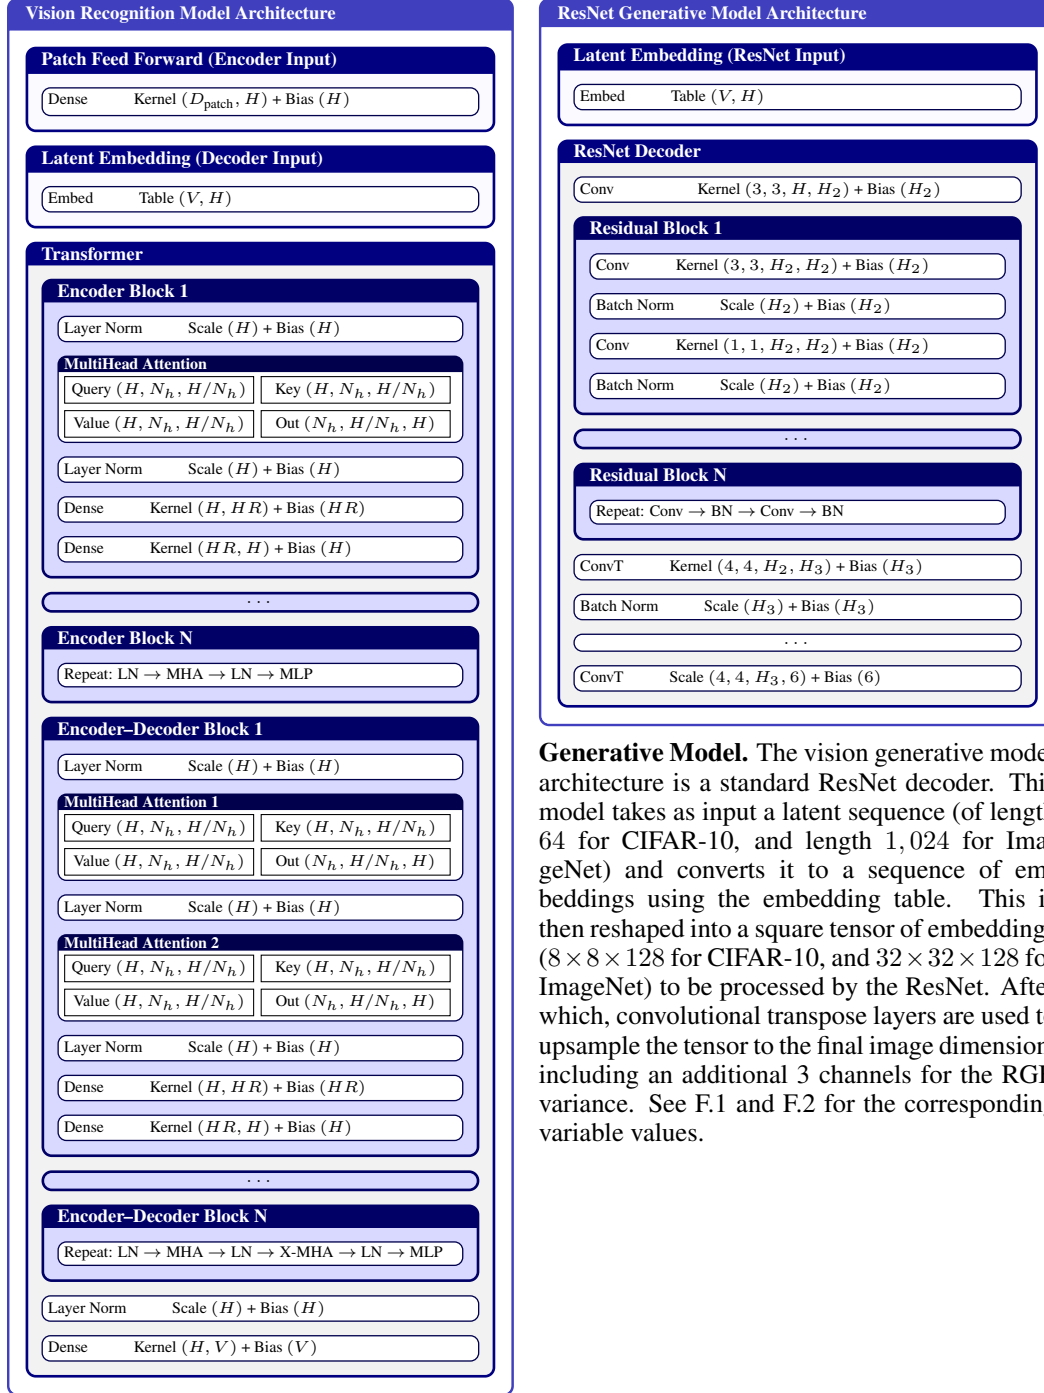 Vision Recognition Model Architecture
Patch Feed Forward (Encoder Input)
Dense Kernel (D_patch, H) + Bias (H)
Latent Embedding (Decoder Input)
Embed Table (V, H)
Transformer
Encoder Block 1
Layer Norm Scale (H) + Bias (H)
MultiHead Attention
Query (H, N_h, H/N_h) Key (H, N_h, H/N_h)
Value (H, N_h, H/N_h) Out (N_h, H/N_h, H)
Layer Norm Scale (H) + Bias (H)
Dense Kernel (H, HR) + Bias (HR)
Dense Kernel (HR, H) + Bias (H)
...
Encoder Block N
Repeat: LN → MHA → LN → MLP
Encoder–Decoder Block 1
Layer Norm Scale (H) + Bias (H)
MultiHead Attention 1
Query (H, N_h, H/N_h) Key (H, N_h, H/N_h)
Value (H, N_h, H/N_h) Out (N_h, H/N_h, H)
Layer Norm Scale (H) + Bias (H)
MultiHead Attention 2
Query (H, N_h, H/N_h) Key (H, N_h, H/N_h)
Value (H, N_h, H/N_h) Out (N_h, H/N_h, H)
Layer Norm Scale (H) + Bias (H)
Dense Kernel (H, HR) + Bias (HR)
Dense Kernel (HR, H) + Bias (H)
...
Encoder–Decoder Block N
Repeat: LN → MHA → LN → X-MHA → LN → MLP
Layer Norm Scale (H) + Bias (H)
Dense Kernel (H, V) + Bias (V)
ResNet Generative Model Architecture
Latent Embedding (ResNet Input)
Embed Table (V, H)
ResNet Decoder
Conv Kernel (3, 3, H, H_2) + Bias (H_2)
Residual Block 1
Conv Kernel (3, 3, H_2, H_2) + Bias (H_2)
Batch Norm Scale (H_2) + Bias (H_2)
Conv Kernel (1, 1, H_2, H_2) + Bias (H_2)
Batch Norm Scale (H_2) + Bias (H_2)
...
Residual Block N
Repeat: Conv → BN → Conv → BN
ConvT Kernel (4, 4, H_2, H_3) + Bias (H_3)
Batch Norm Scale (H_3) + Bias (H_3)
...
ConvT Scale (4, 4, H_3, 6) + Bias (6)
Generative Model. The vision generative mode
architecture is a standard ResNet decoder. Thi
model takes as input a latent sequence (of length
64 for CIFAR-10, and length 1,024 for Ima
geNet) and converts it to a sequence of em
beddings using the embedding table. This i
then reshaped into a square tensor of embedding
(8 × 8 × 128 for CIFAR-10, and 32 × 32 × 128 fo
ImageNet) to be processed by the ResNet. Afte
which, convolutional transpose layers are used t
upsample the tensor to the final image dimension
including an additional 3 channels for the RGB
variance. See F.1 and F.2 for the corresponding
variable values.